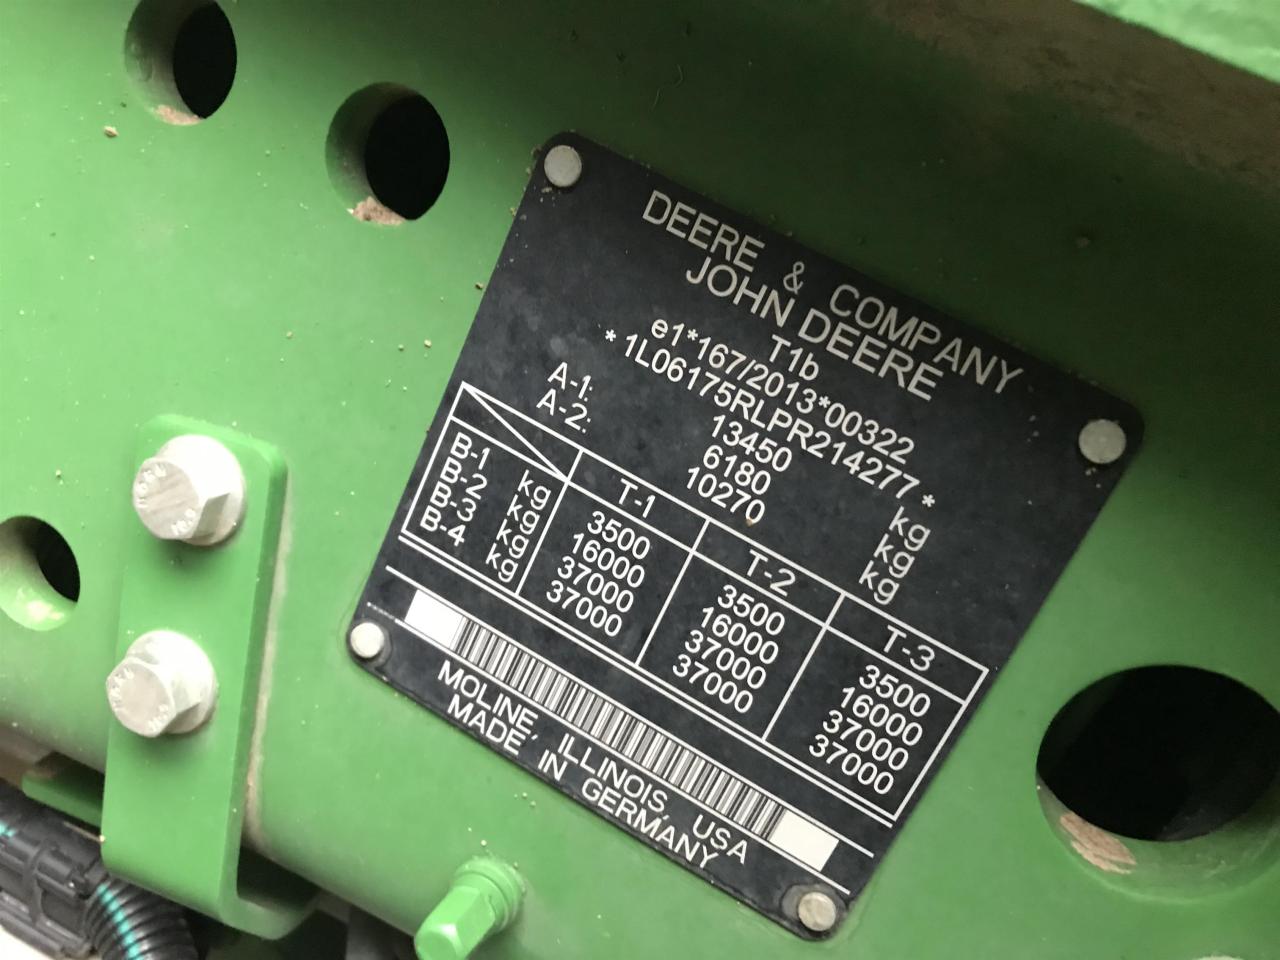 DEERE & COMPANY
JOHN DEERE
T1b
e1*167/2013*00322
* 1L06175RLPR214277 *
13450 kg
A-1: 6180 kg
A-2: 10270 kg
T-1 T-2 T-3
B-1 kg 3500 3500 3500
B-2 kg 16000 16000 16000
B-3 kg 37000 37000 37000
B-4 kg 37000 37000 37000
MOLINE, ILLINOIS, USA
MADE IN GERMANY